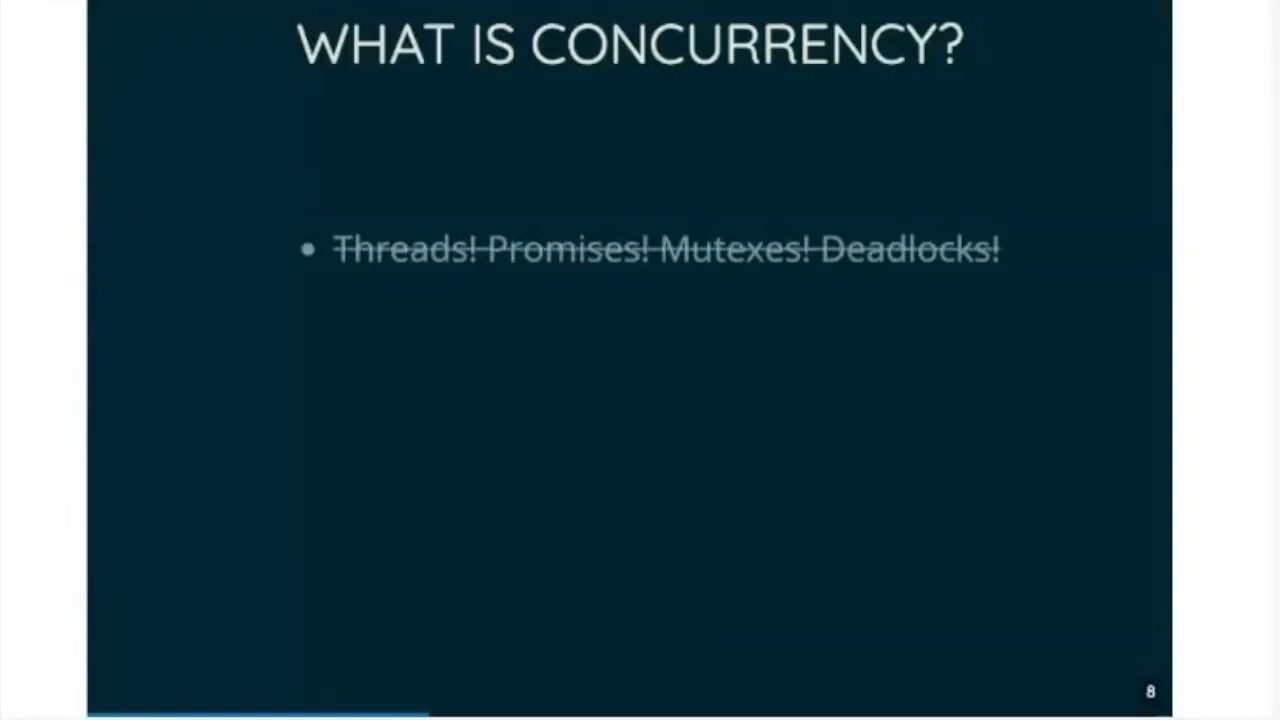 WHAT IS CONCURRENCY?
• Threads! Promises! Mutexes! Deadlocks!
8